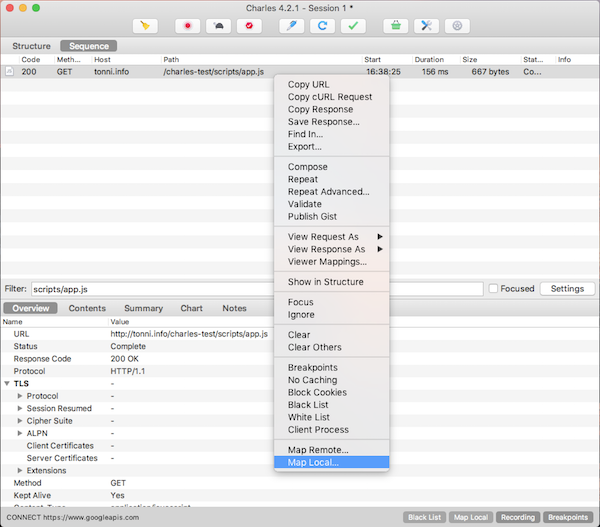 Charles 4.2.1 - Session 1 *
Structure Sequence
Code Meth... Host Path Start Duration Size Stat... Info
200 GET tonni.info /charles-test/scripts/app.js 16:38:25 156 ms 667 bytes Co...
Copy URL
Copy cURL Request
Copy Response
Save Response...
Find In...
Export...
Compose
Repeat
Repeat Advanced...
Validate
Publish Gist
View Request As
View Response As
Viewer Mappings...
Show in Structure
Focus
Ignore
Clear
Clear Others
Breakpoints
No Caching
Block Cookies
Black List
White List
Client Process
Map Remote...
Map Local...
Filter: scripts/app.js Focused Settings
Overview Contents Summary Chart Notes
Name Value
URL http://tonni.info/charles-test/scripts/app.js
Status Complete
Response Code 200 OK
Protocol HTTP/1.1
TLS -
Protocol -
Session Resumed -
Cipher Suite -
ALPN -
Client Certificates -
Server Certificates -
Extensions -
Method GET
Kept Alive Yes
Content-Type application/javascript
CONNECT https://www.googleapis.com Black List Map Local Recording Breakpoints